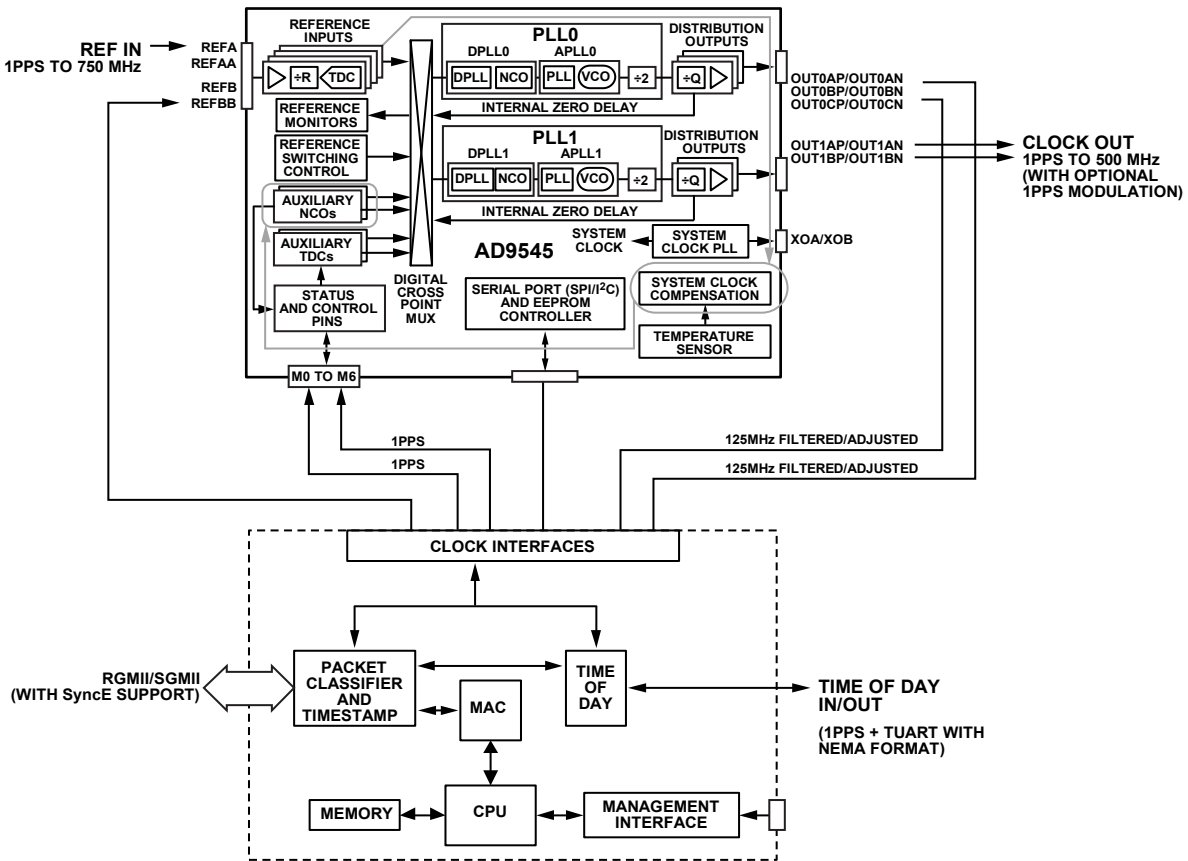 REF IN
1PPS TO 750 MHz
REFA
REFAA
REFB
REFBB
REFERENCE
INPUTS
÷R
TDC
REFERENCE
MONITORS
REFERENCE
SWITCHING
CONTROL
AUXILIARY
NCOs
AUXILIARY
TDCs
STATUS
AND CONTROL
PINS
M0 TO M6
DIGITAL
CROSS
POINT
MUX
PLL0
DPLL0
APLL0
DPLL
NCO
PLL
VCO
÷2
DISTRIBUTION
OUTPUTS
÷Q
INTERNAL ZERO DELAY
PLL1
DPLL1
APLL1
DPLL
NCO
PLL
VCO
÷2
DISTRIBUTION
OUTPUTS
÷Q
INTERNAL ZERO DELAY
AD9545
SYSTEM
CLOCK
SYSTEM
CLOCK PLL
SERIAL PORT (SPI/I2C)
AND EEPROM
CONTROLLER
SYSTEM CLOCK
COMPENSATION
TEMPERATURE
SENSOR
OUT0AP/OUT0AN
OUT0BP/OUT0BN
OUT0CP/OUT0CN
OUT1AP/OUT1AN
OUT1BP/OUT1BN
XOA/XOB
CLOCK OUT
1PPS TO 500 MHz
(WITH OPTIONAL
1PPS MODULATION)
1PPS
1PPS
125MHz FILTERED/ADJUSTED
125MHz FILTERED/ADJUSTED
CLOCK INTERFACES
RGMII/SGMII
(WITH SyncE SUPPORT)
PACKET
CLASSIFIER
AND
TIMESTAMP
MAC
TIME
OF
DAY
TIME OF DAY
IN/OUT
(1PPS + TUART WITH
NEMA FORMAT)
MEMORY
CPU
MANAGEMENT
INTERFACE